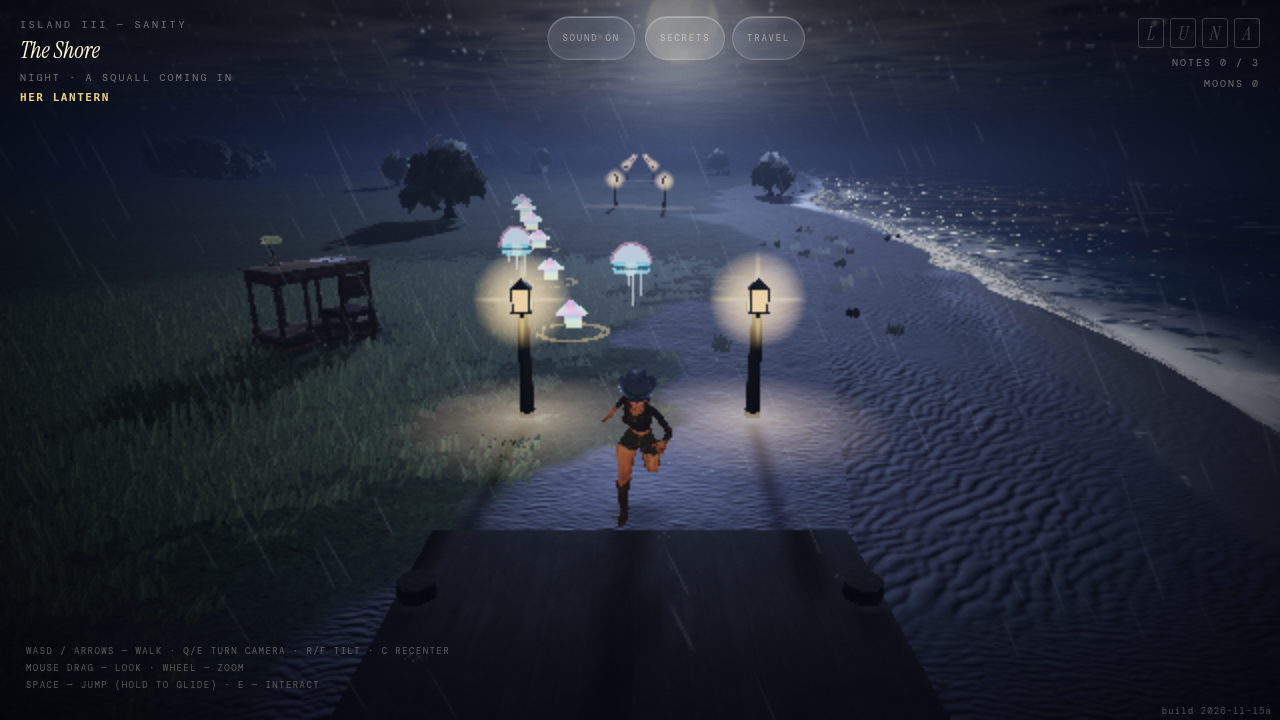 ISLAND III — SANITY
The Shore
NIGHT · A SQUALL COMING IN
HER LANTERN
SOUND ON
SECRETS
TRAVEL
L U N A
NOTES 0 / 3
MOONS 0
WASD / ARROWS — WALK · Q/E TURN CAMERA · R/F TILT · C RECENTER
MOUSE DRAG — LOOK · WHEEL — ZOOM
SPACE — JUMP (HOLD TO GLIDE) · E — INTERACT
build 2026-11-15a